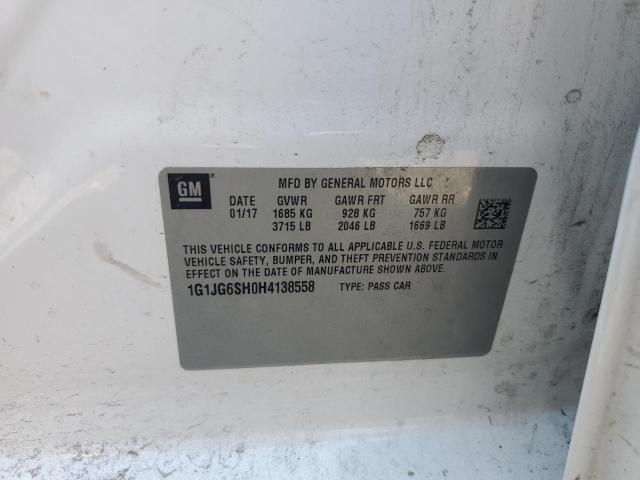 GM
MFD BY GENERAL MOTORS LLC
DATE GVWR GAWR FRT GAWR RR
01/17 1685 KG 928 KG 757 KG
3715 LB 2046 LB 1669 LB
THIS VEHICLE CONFORMS TO ALL APPLICABLE U.S. FEDERAL MOTOR
VEHICLE SAFETY, BUMPER, AND THEFT PREVENTION STANDARDS IN
EFFECT ON THE DATE OF MANUFACTURE SHOWN ABOVE.
1G1JG6SH0H4138558 TYPE: PASS CAR